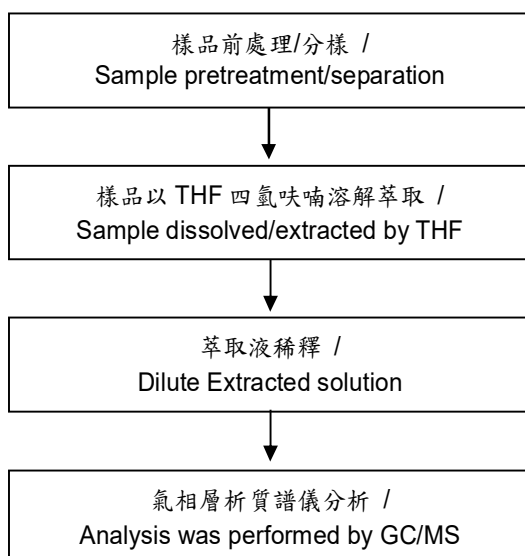 樣品前處理/分樣 /
Sample pretreatment/separation
樣品以 THF 四氫呋喃溶解萃取 /
Sample dissolved/extracted by THF
萃取液稀釋 /
Dilute Extracted solution
氣相層析質譜儀分析 /
Analysis was performed by GC/MS